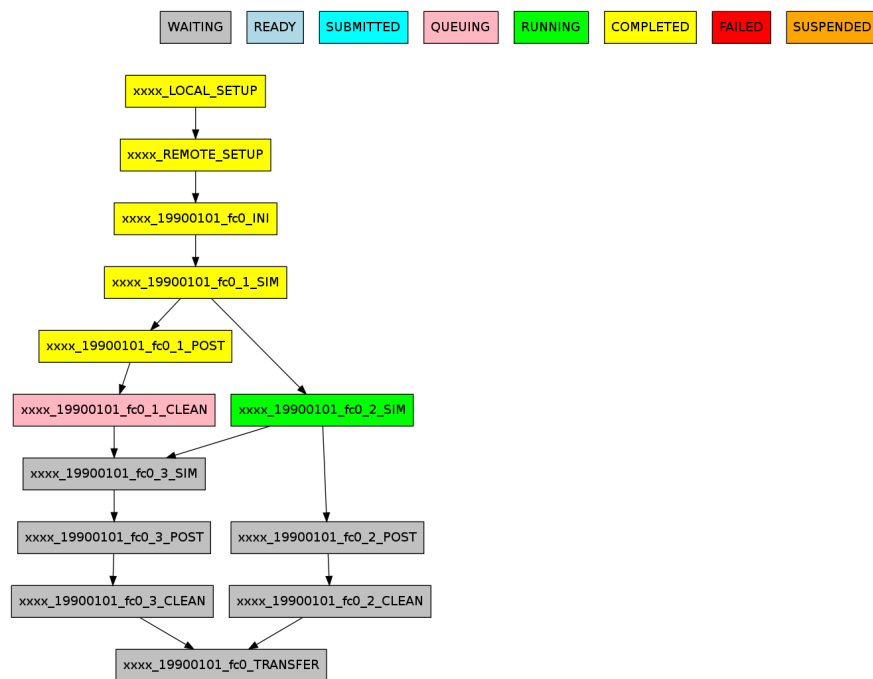 WAITING READY SUBMITTED QUEUING RUNNING COMPLETED FAILED SUSPENDED
xxxx_LOCAL_SETUP
xxxx_REMOTE_SETUP
xxxx_19900101_fc0_INI
xxxx_19900101_fc0_1_SIM
xxxx_19900101_fc0_1_POST
xxxx_19900101_fc0_1_CLEAN xxxx_19900101_fc0_2_SIM
xxxx_19900101_fc0_3_SIM
xxxx_19900101_fc0_3_POST xxxx_19900101_fc0_2_POST
xxxx_19900101_fc0_3_CLEAN xxxx_19900101_fc0_2_CLEAN
xxxx_19900101_fc0_TRANSFER